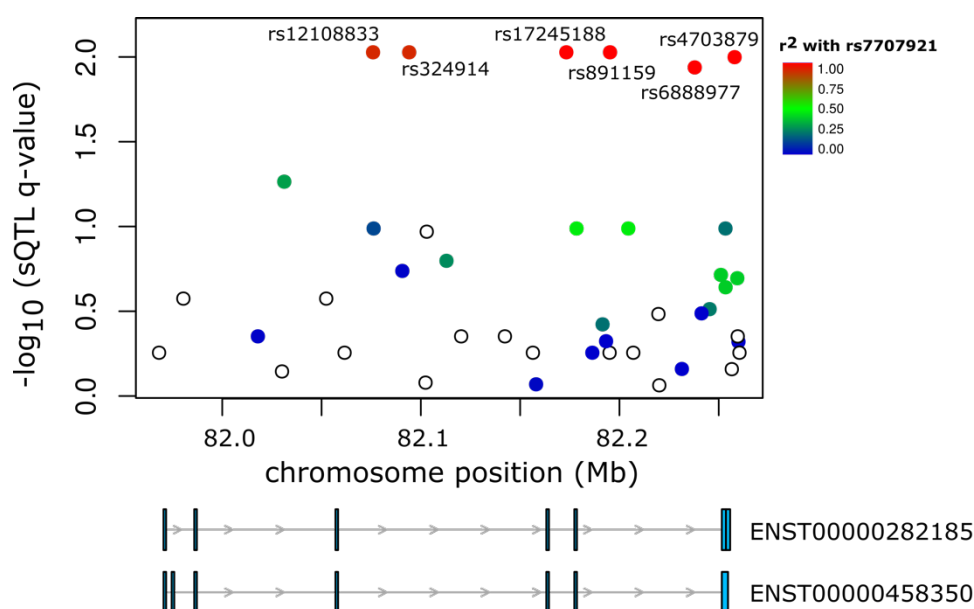 rs12108833
rs17245188
rs4703879
rs324914
rs891159
rs6888977
r2 with rs7707921
1.00
0.75
0.50
0.25
0.00
-log10 (sQTL q-value)
2.0
1.5
1.0
0.5
0.0
82.0
82.1
82.2
chromosome position (Mb)
ENST00000282185
ENST00000458350